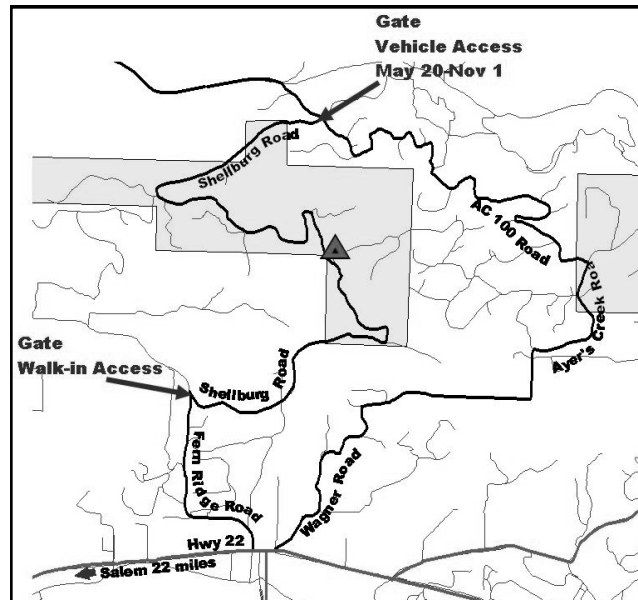 Gate
Vehicle Access
May 20-Nov 1
Shellburg Road
AC 100 Road
Ayer's Creek Roa
Gate
Walk-in Access
Shellburg Road
Fern Ridge Road
Wagner Road
Hwy 22
Salem 22 miles